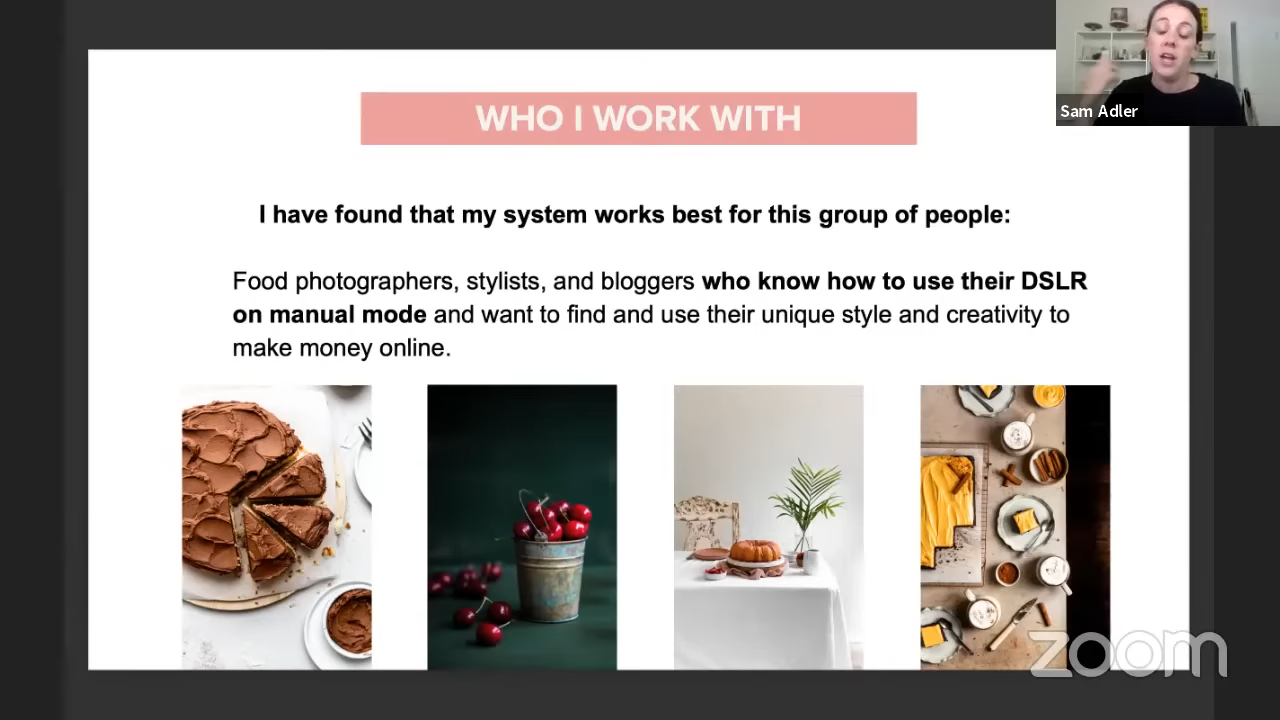 WHO I WORK WITH
Sam Adler
I have found that my system works best for this group of people:
Food photographers, stylists, and bloggers who know how to use their DSLR
on manual mode and want to find and use their unique style and creativity to
make money online.
zoom